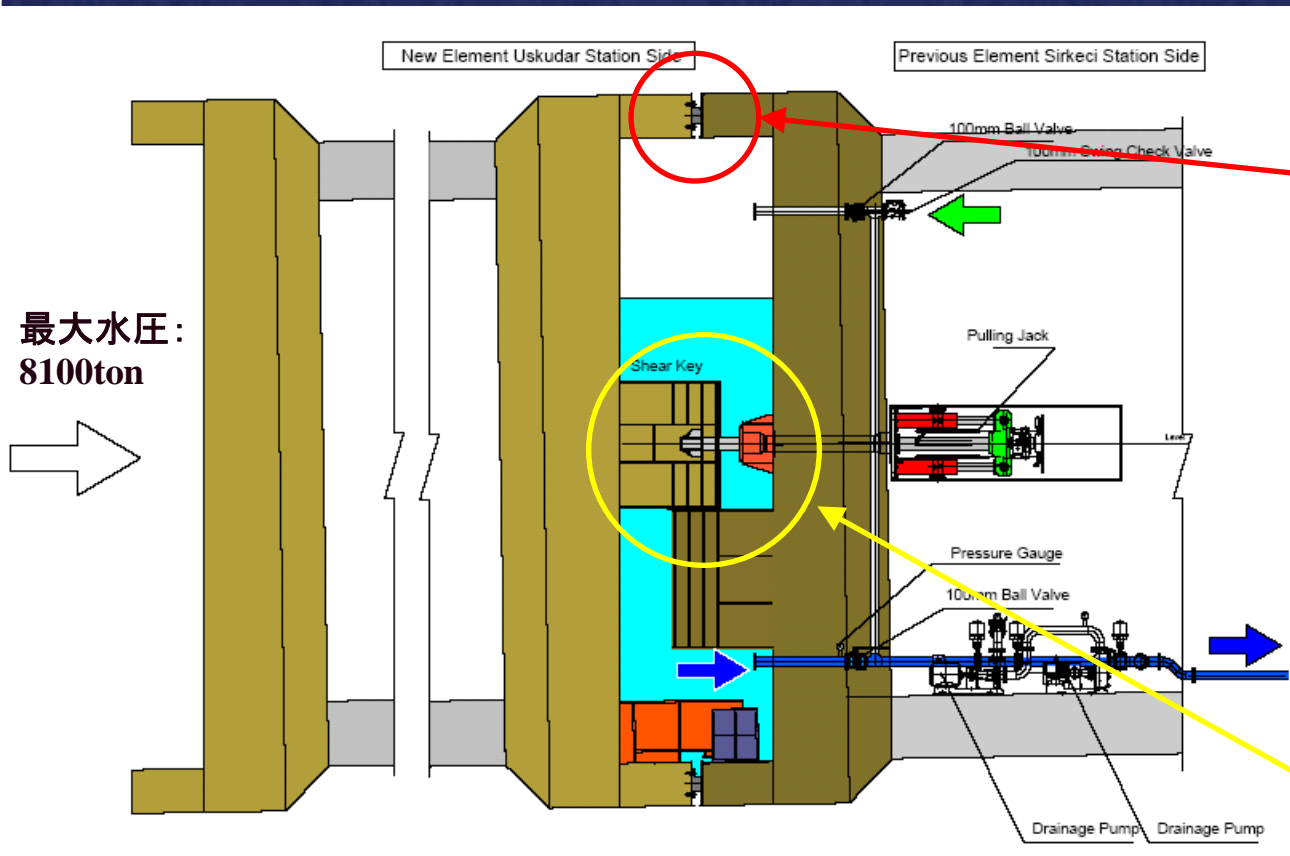 New Element Uskudar Station Side
Previous Element Sirkeci Station Side
100mm Ball Valve
100mm Swing Check Valve
最大水圧:
8100ton
Shear Key
Pulling Jack
Level
Pressure Gauge
100mm Ball Valve
Drainage Pump
Drainage Pump